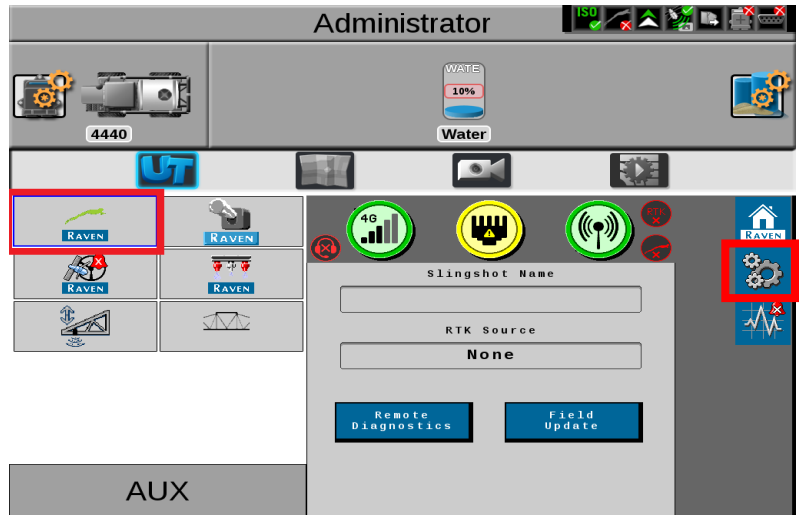 Administrator
ISO
WATE
10%
4440
Water
UT
RAVEN
RAVEN
4G
RTK
RAVEN
Slingshot Name
RAVEN
RAVEN
RTK Source
None
Remote
Diagnostics
Field
Update
AUX